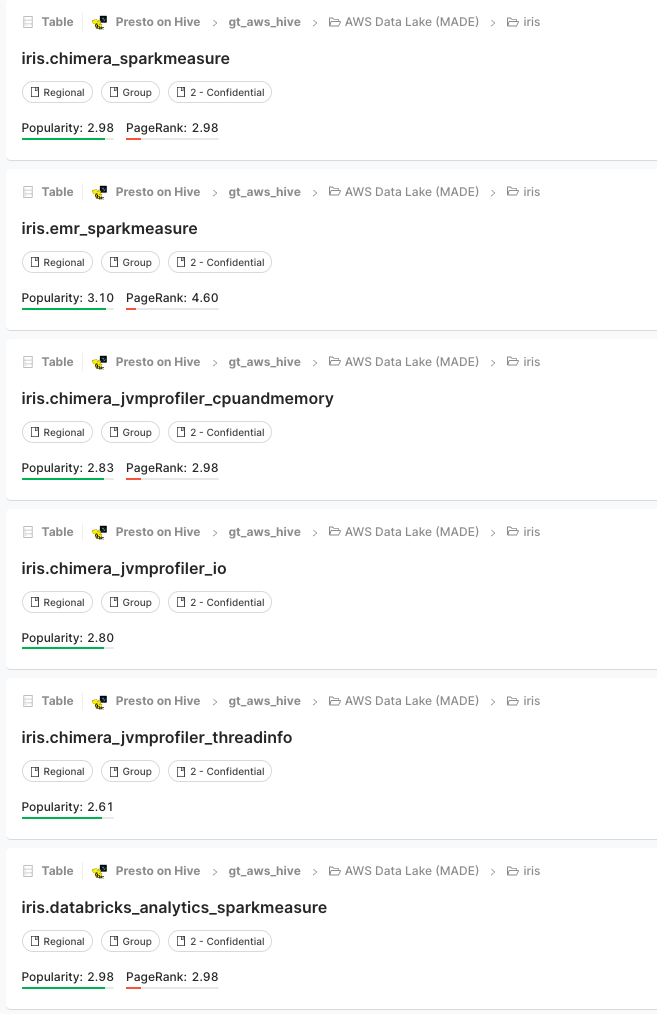 Table Presto on Hive > gt_aws_hive > AWS Data Lake (MADE) > iris
iris.chimera_sparkmeasure
Regional Group 2 - Confidential
Popularity: 2.98 PageRank: 2.98
Table Presto on Hive > gt_aws_hive > AWS Data Lake (MADE) > iris
iris.emr_sparkmeasure
Regional Group 2 - Confidential
Popularity: 3.10 PageRank: 4.60
Table Presto on Hive > gt_aws_hive > AWS Data Lake (MADE) > iris
iris.chimera_jvmprofiler_cpuandmemory
Regional Group 2 - Confidential
Popularity: 2.83 PageRank: 2.98
Table Presto on Hive > gt_aws_hive > AWS Data Lake (MADE) > iris
iris.chimera_jvmprofiler_io
Regional Group 2 - Confidential
Popularity: 2.80
Table Presto on Hive > gt_aws_hive > AWS Data Lake (MADE) > iris
iris.chimera_jvmprofiler_threadinfo
Regional Group 2 - Confidential
Popularity: 2.61
Table Presto on Hive > gt_aws_hive > AWS Data Lake (MADE) > iris
iris.databricks_analytics_sparkmeasure
Regional Group 2 - Confidential
Popularity: 2.98 PageRank: 2.98